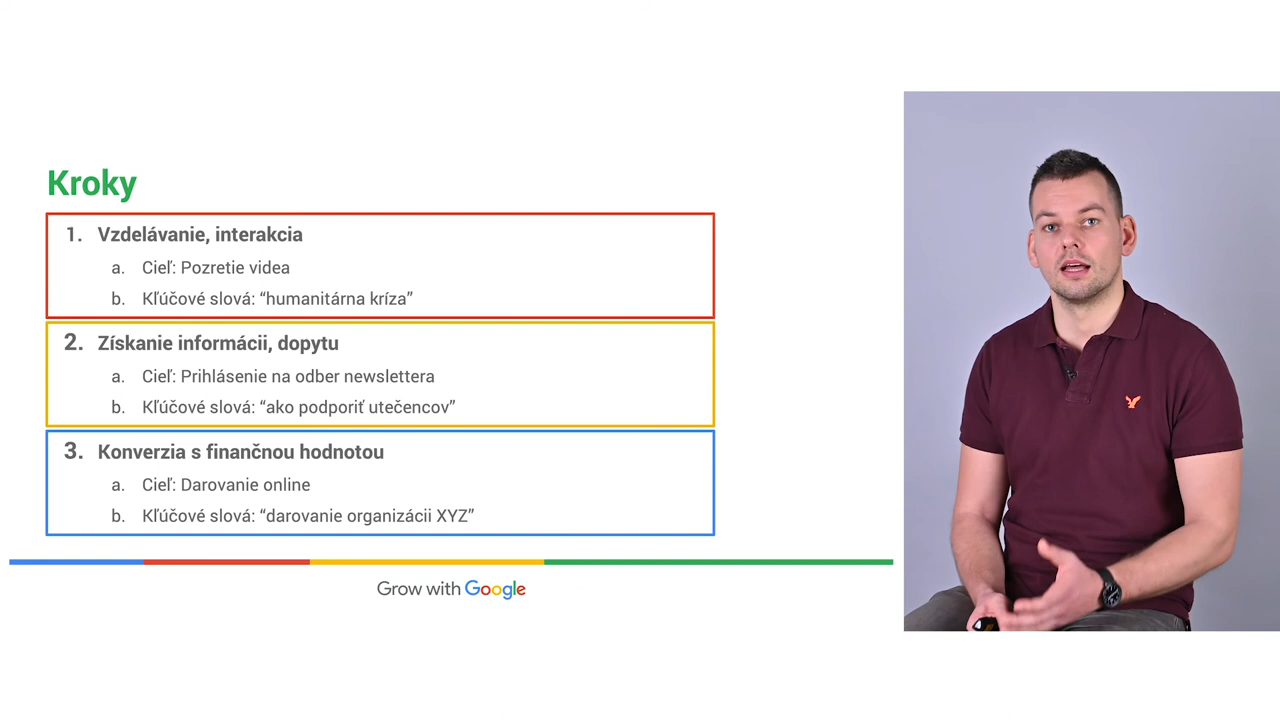 Kroky
1. Vzdelávanie, interakcia
a. Cieľ: Pozretie videa
b. Kľúčové slová: “humanitárna kríza”
2. Získanie informácii, dopytu
a. Cieľ: Prihlásenie na odber newslettera
b. Kľúčové slová: “ako podporiť utečencov”
3. Konverzia s finančnou hodnotou
a. Cieľ: Darovanie online
b. Kľúčové slová: “darovanie organizácii XYZ”
Grow with Google